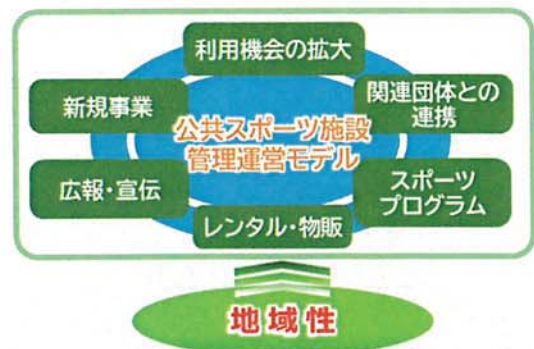 利用機会の拡大
新規事業
関連団体との
連携
公共スポーツ施設
管理運営モデル
広報・宣伝
スポーツ
プログラム
レンタル・物販
地域性